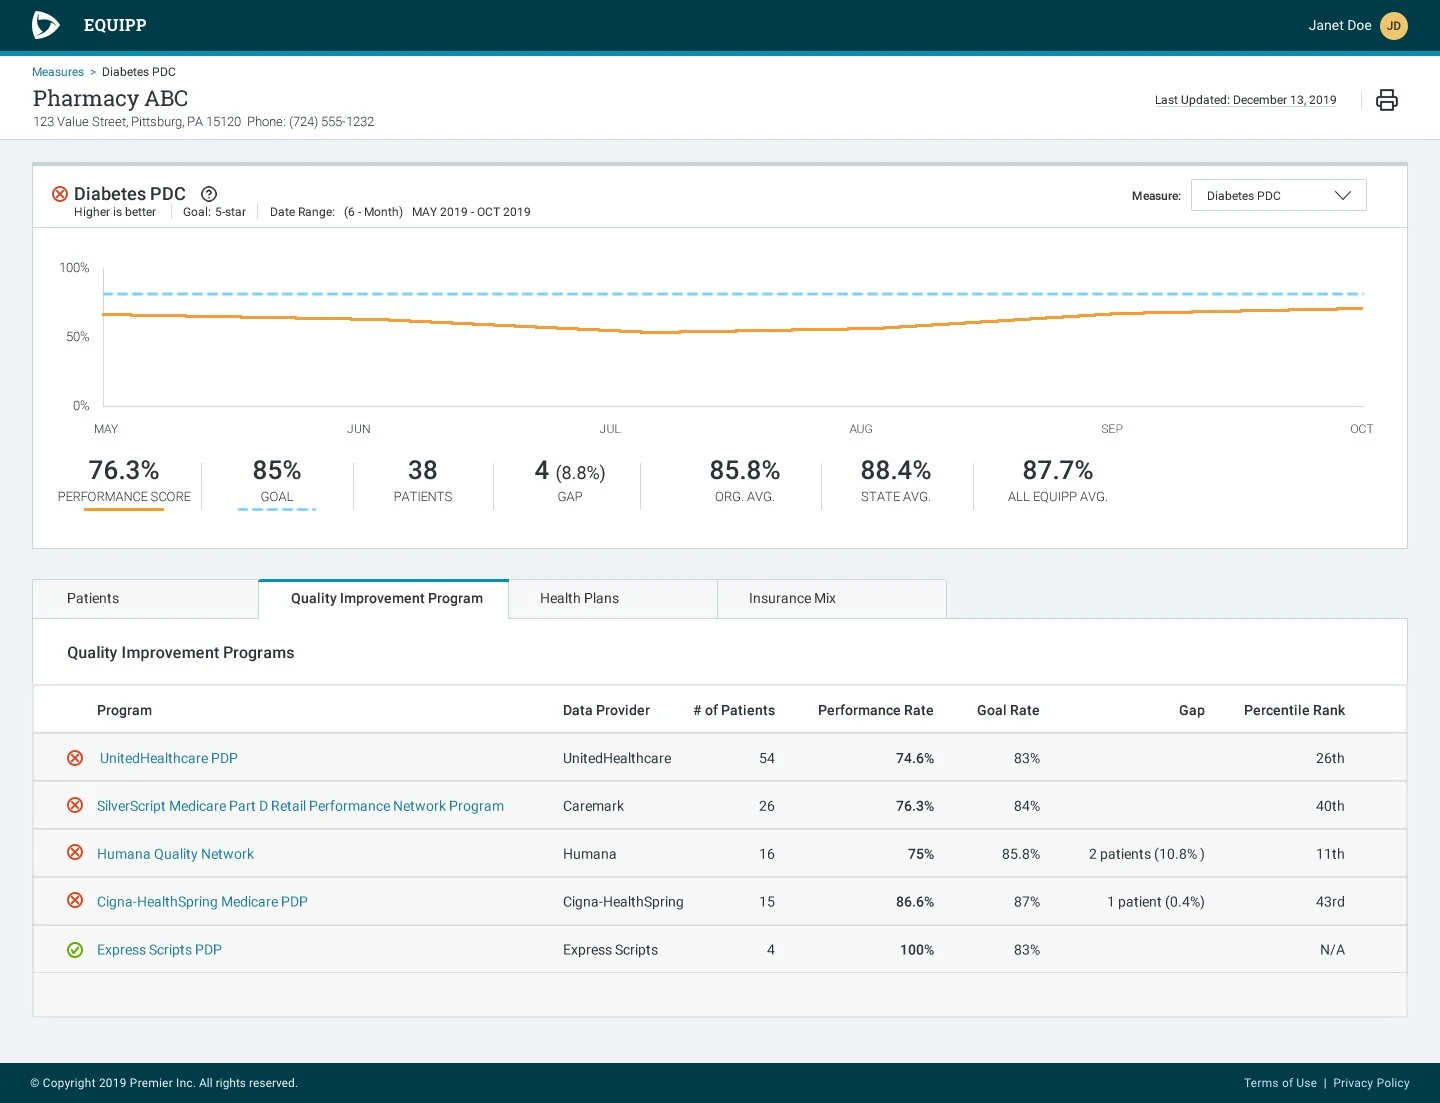 EQUIPP
Janet Doe JD
Measures > Diabetes PDC
Pharmacy ABC
Last Updated: December 13, 2019
123 Value Street, Pittsburg, PA 15120 Phone: (724) 555-1232
Diabetes PDC ?
Higher is better Goal: 5-star Date Range: (6 - Month) MAY 2019 - OCT 2019
Measure: Diabetes PDC
100%
50%
0%
MAY JUN JUL AUG SEP OCT
76.3% 85% 38 4 (8.8%) 85.8% 88.4% 87.7%
PERFORMANCE SCORE GOAL PATIENTS GAP ORG. AVG. STATE AVG. ALL EQUIPP AVG.
Patients Quality Improvement Program Health Plans Insurance Mix
Quality Improvement Programs
Program Data Provider # of Patients Performance Rate Goal Rate Gap Percentile Rank
UnitedHealthcare PDP UnitedHealthcare 54 74.6% 83% 26th
SilverScript Medicare Part D Retail Performance Network Program Caremark 26 76.3% 84% 40th
Humana Quality Network Humana 16 75% 85.8% 2 patients (10.8% ) 11th
Cigna-HealthSpring Medicare PDP Cigna-HealthSpring 15 86.6% 87% 1 patient (0.4%) 43rd
Express Scripts PDP Express Scripts 4 100% 83% N/A
© Copyright 2019 Premier Inc. All rights reserved.
Terms of Use | Privacy Policy